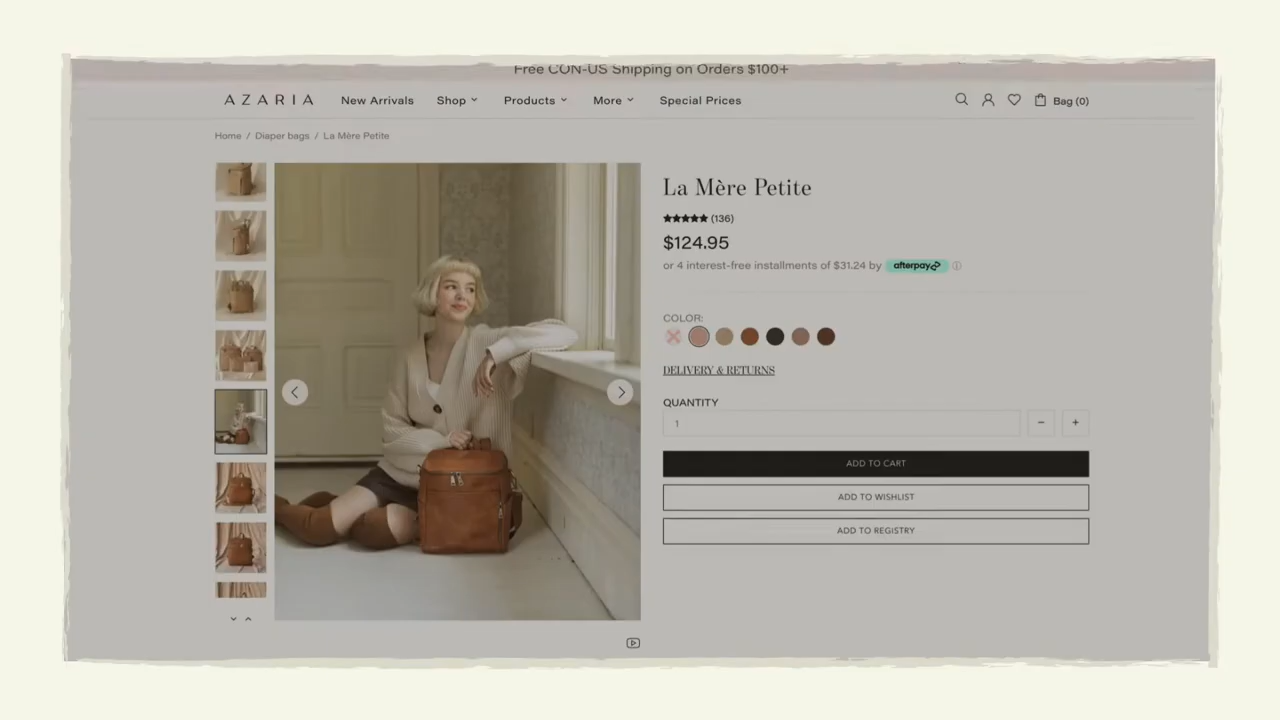 Free CON-US Shipping on Orders $100+
AZARIA New Arrivals Shop Products More Special Prices Bag (0)
Home / Diaper bags / La Mère Petite
La Mère Petite
(136)
$124.95
or 4 interest-free installments of $31.24 by afterpay
COLOR:
DELIVERY & RETURNS
QUANTITY
1 − +
ADD TO CART
ADD TO WISHLIST
ADD TO REGISTRY